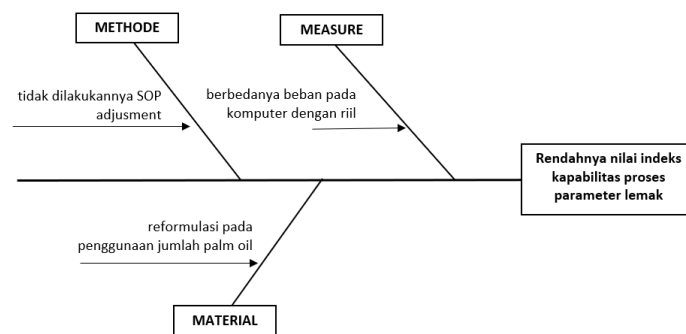 METHODE
MEASURE
tidak dilakukannya SOP
adjusment
berbedanya beban pada
komputer dengan riil
Rendahnya nilai indeks
kapabilitas proses
parameter lemak
reformulasi pada
penggunaan jumlah palm oil
MATERIAL